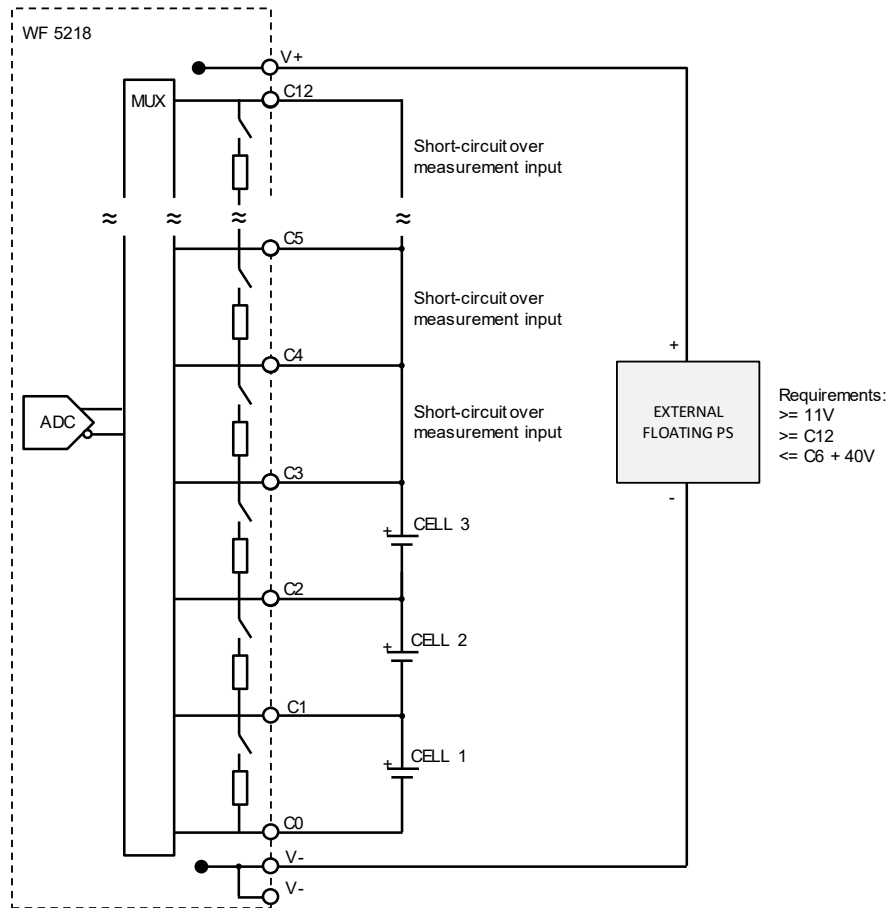 WF 5218
V+
MUX
C12
Short-circuit over
measurement input
≈ ≈ ≈ ≈
C5
Short-circuit over
measurement input
C4
+
ADC
Short-circuit over
measurement input
EXTERNAL
FLOATING PS
Requirements:
>= 11V
>= C12
<= C6 + 40V
C3
-
+ CELL 3
C2
+ CELL 2
C1
+ CELL 1
C0
V-
V-